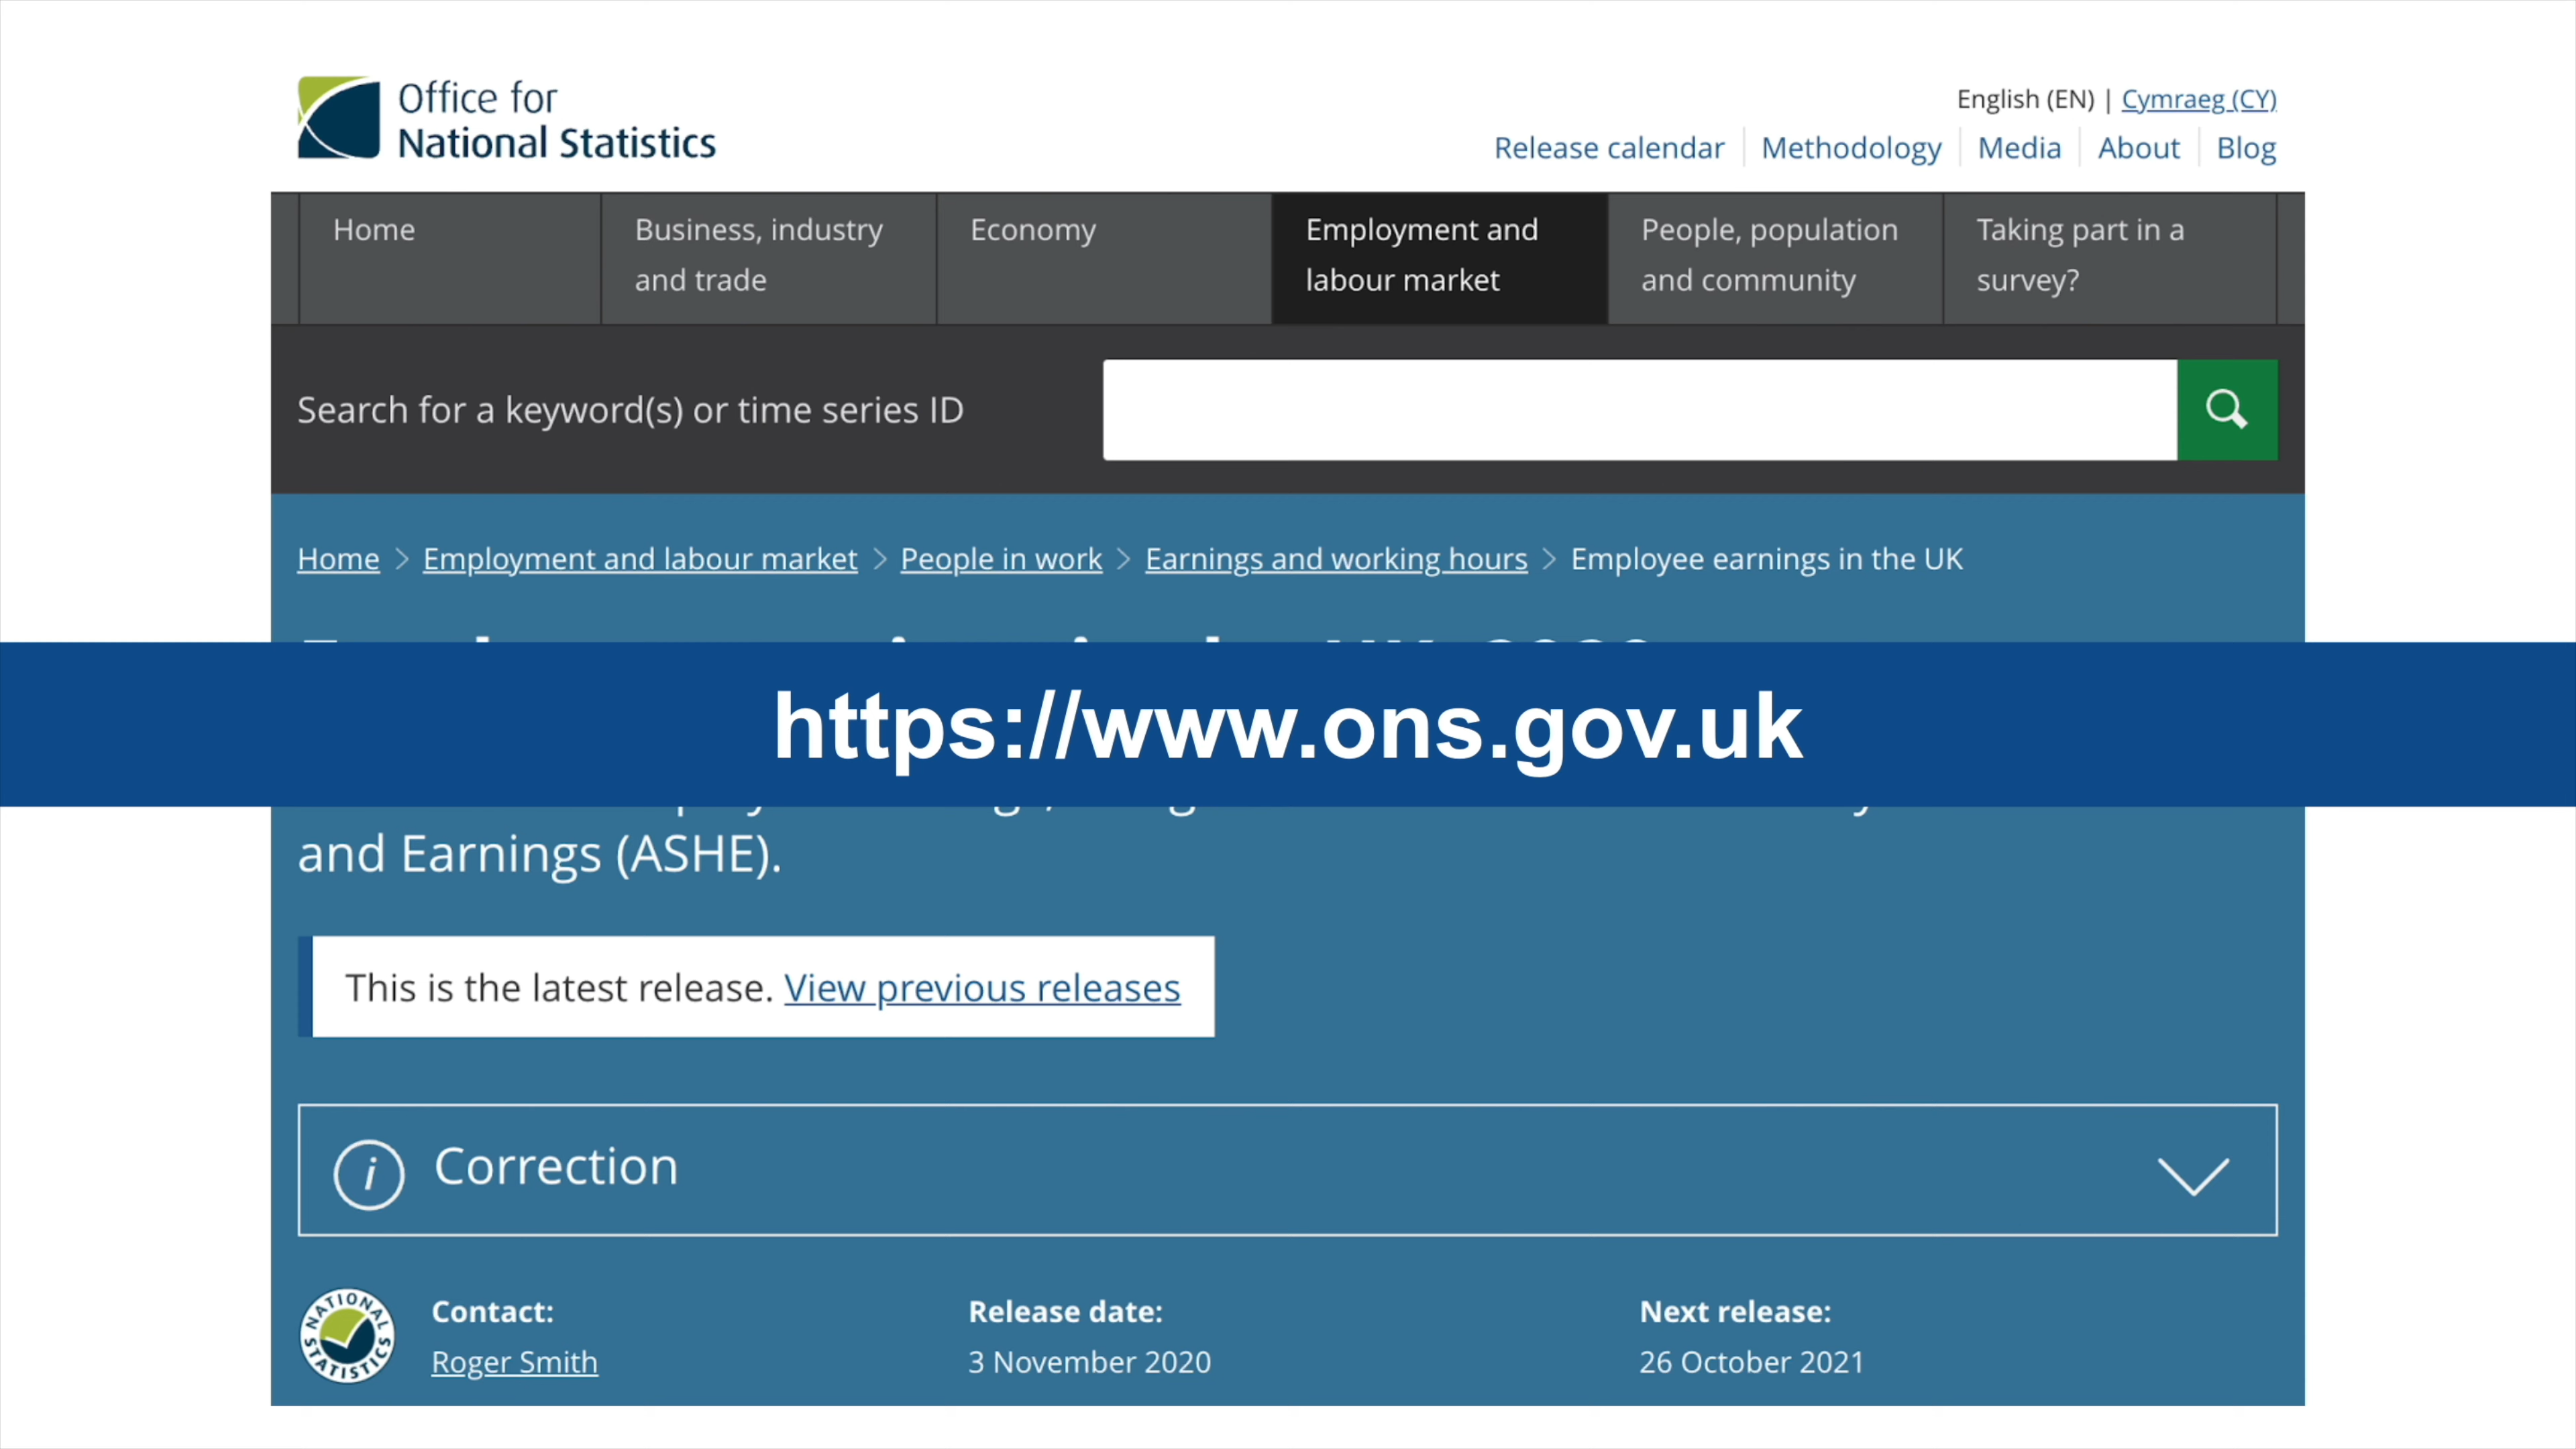 Office for
National Statistics
English (EN) | Cymraeg (CY)
Release calendar
Methodology
Media
About
Blog
Home
Business, industry
and trade
Economy
Employment and
labour market
People, population
and community
Taking part in a
survey?
Search for a keyword(s) or time series ID
Home > Employment and labour market > People in work > Earnings and working hours > Employee earnings in the UK
https://www.ons.gov.uk
and Earnings (ASHE).
This is the latest release. View previous releases
Correction
NATIONAL STATISTICS
Contact:
Roger Smith
Release date:
3 November 2020
Next release:
26 October 2021